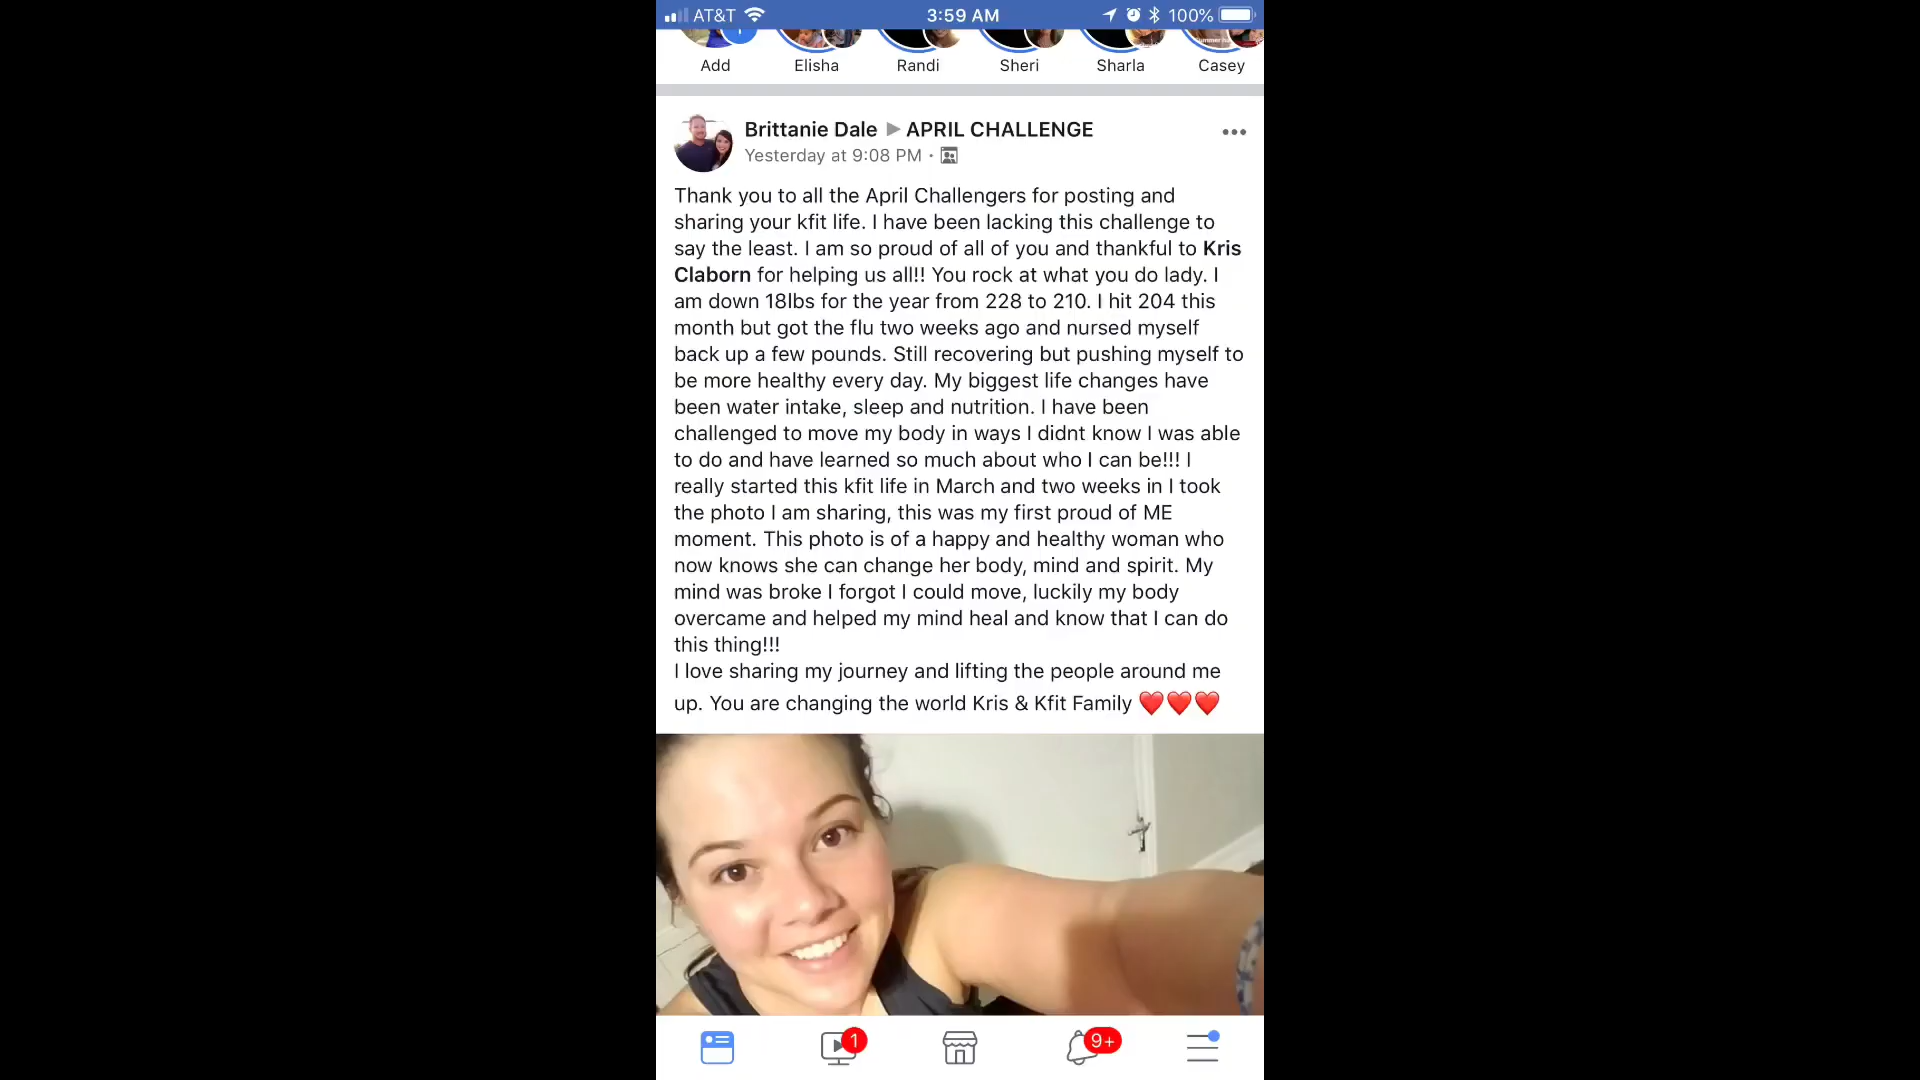 AT&T 3:59 AM 100%
Add Elisha Randi Sheri Sharla Casey
Brittanie Dale ▶ APRIL CHALLENGE
Yesterday at 9:08 PM ·
Thank you to all the April Challengers for posting and
sharing your kfit life. I have been lacking this challenge to
say the least. I am so proud of all of you and thankful to Kris
Claborn for helping us all!! You rock at what you do lady. I
am down 18lbs for the year from 228 to 210. I hit 204 this
month but got the flu two weeks ago and nursed myself
back up a few pounds. Still recovering but pushing myself to
be more healthy every day. My biggest life changes have
been water intake, sleep and nutrition. I have been
challenged to move my body in ways I didnt know I was able
to do and have learned so much about who I can be!!! I
really started this kfit life in March and two weeks in I took
the photo I am sharing, this was my first proud of ME
moment. This photo is of a happy and healthy woman who
now knows she can change her body, mind and spirit. My
mind was broke I forgot I could move, luckily my body
overcame and helped my mind heal and know that I can do
this thing!!!
I love sharing my journey and lifting the people around me
up. You are changing the world Kris & Kfit Family ❤️❤️❤️
1 9+